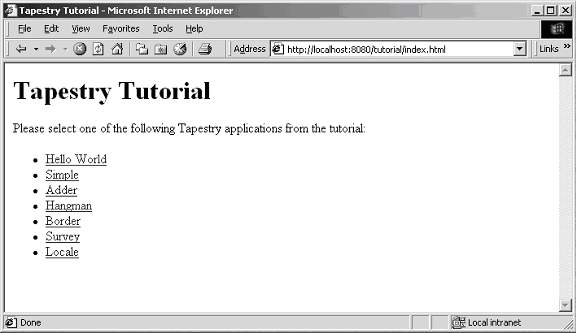 Tapestry Tutorial - Microsoft Internet Explorer
File Edit View Favorites Tools Help
Address http://localhost:8080/tutorial/index.html Links »
Tapestry Tutorial
Please select one of the following Tapestry applications from the tutorial:
• Hello World
• Simple
• Adder
• Hangman
• Border
• Survey
• Locale
Done Local intranet